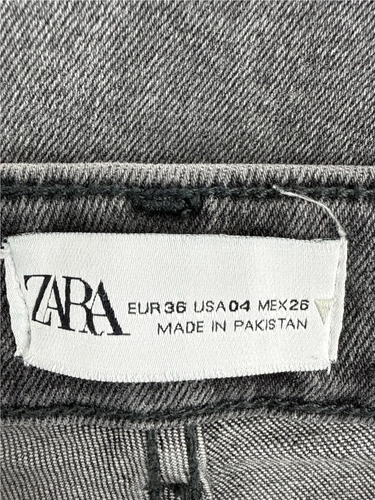 ZARA
EUR 36 USA 04 MEX 26
MADE IN PAKISTAN